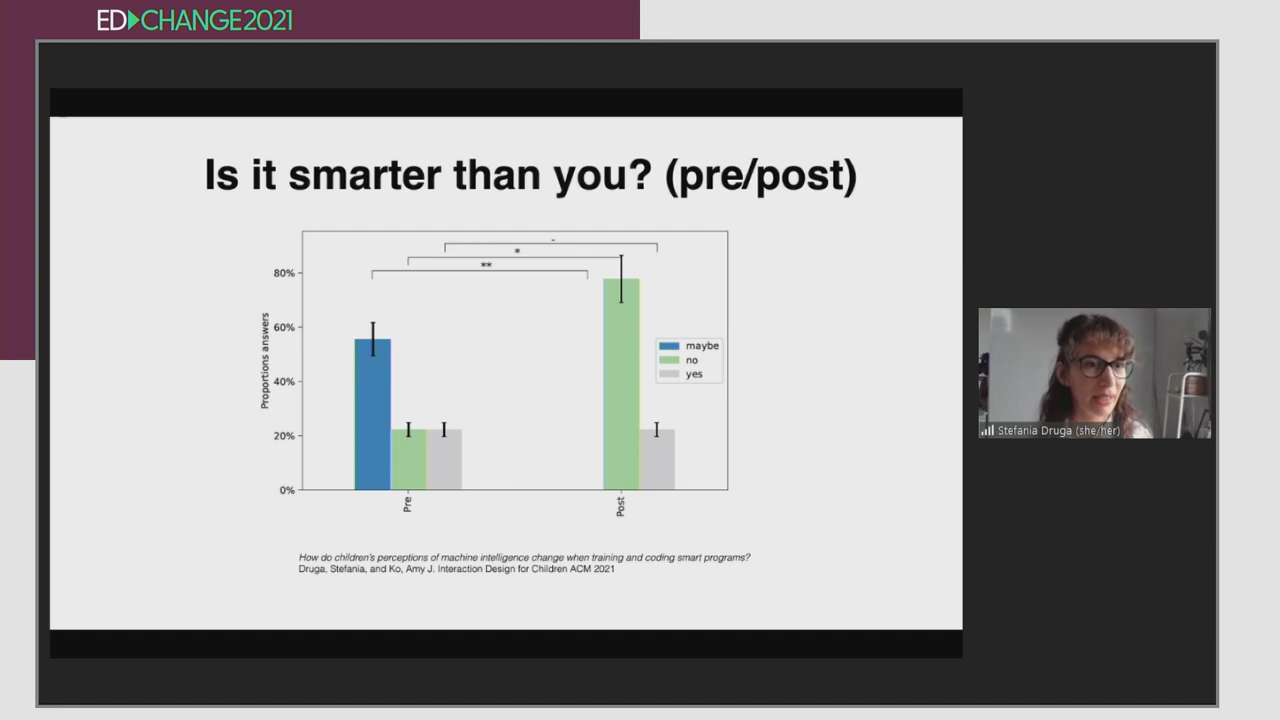 ED▶CHANGE2021
Is it smarter than you? (pre/post)
-
*
**
80%
60%
40%
20%
0%
Proportions answers
maybe
no
yes
Pre
Post
How do children's perceptions of machine intelligence change when training and coding smart programs?
Druga, Stefania, and Ko, Amy J. Interaction Design for Children ACM 2021
Stefania Druga (she/her)